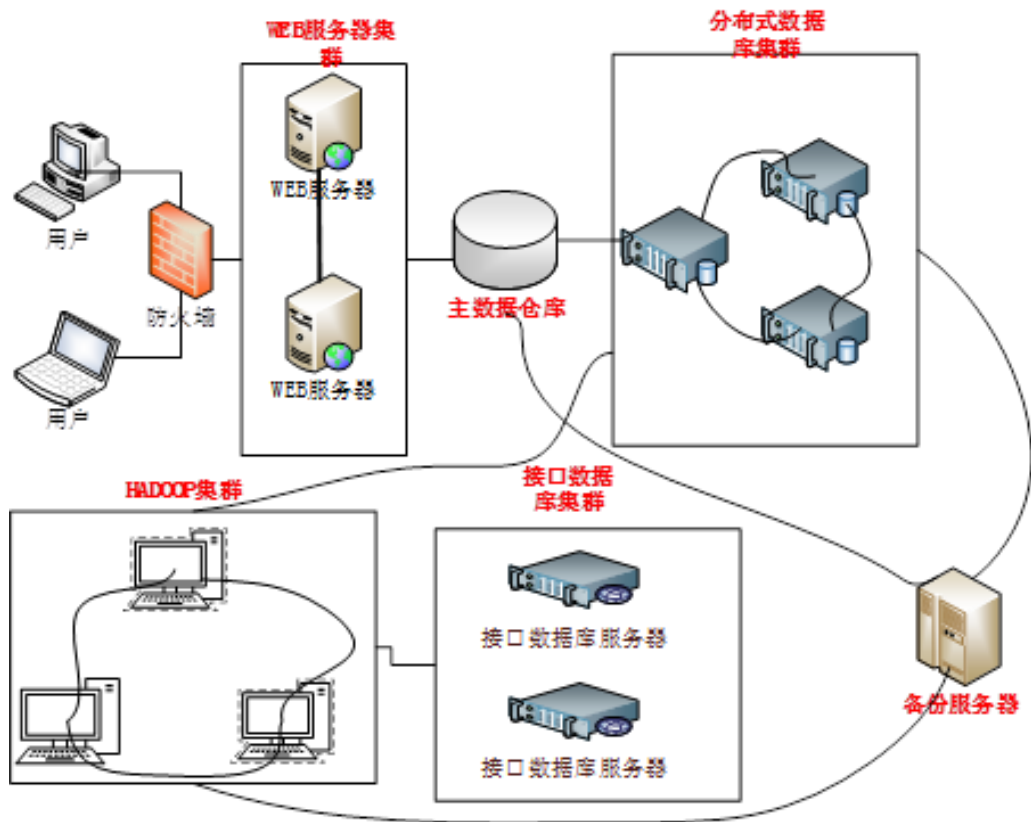 WEB服务器集
群
分布式数据
库集群
用户
WEB服务器
防火墙
主数据仓库
用户
WEB服务器
HADOOP集群
接口数据
库集群
接口数据库服务器
备份服务器
接口数据库服务器